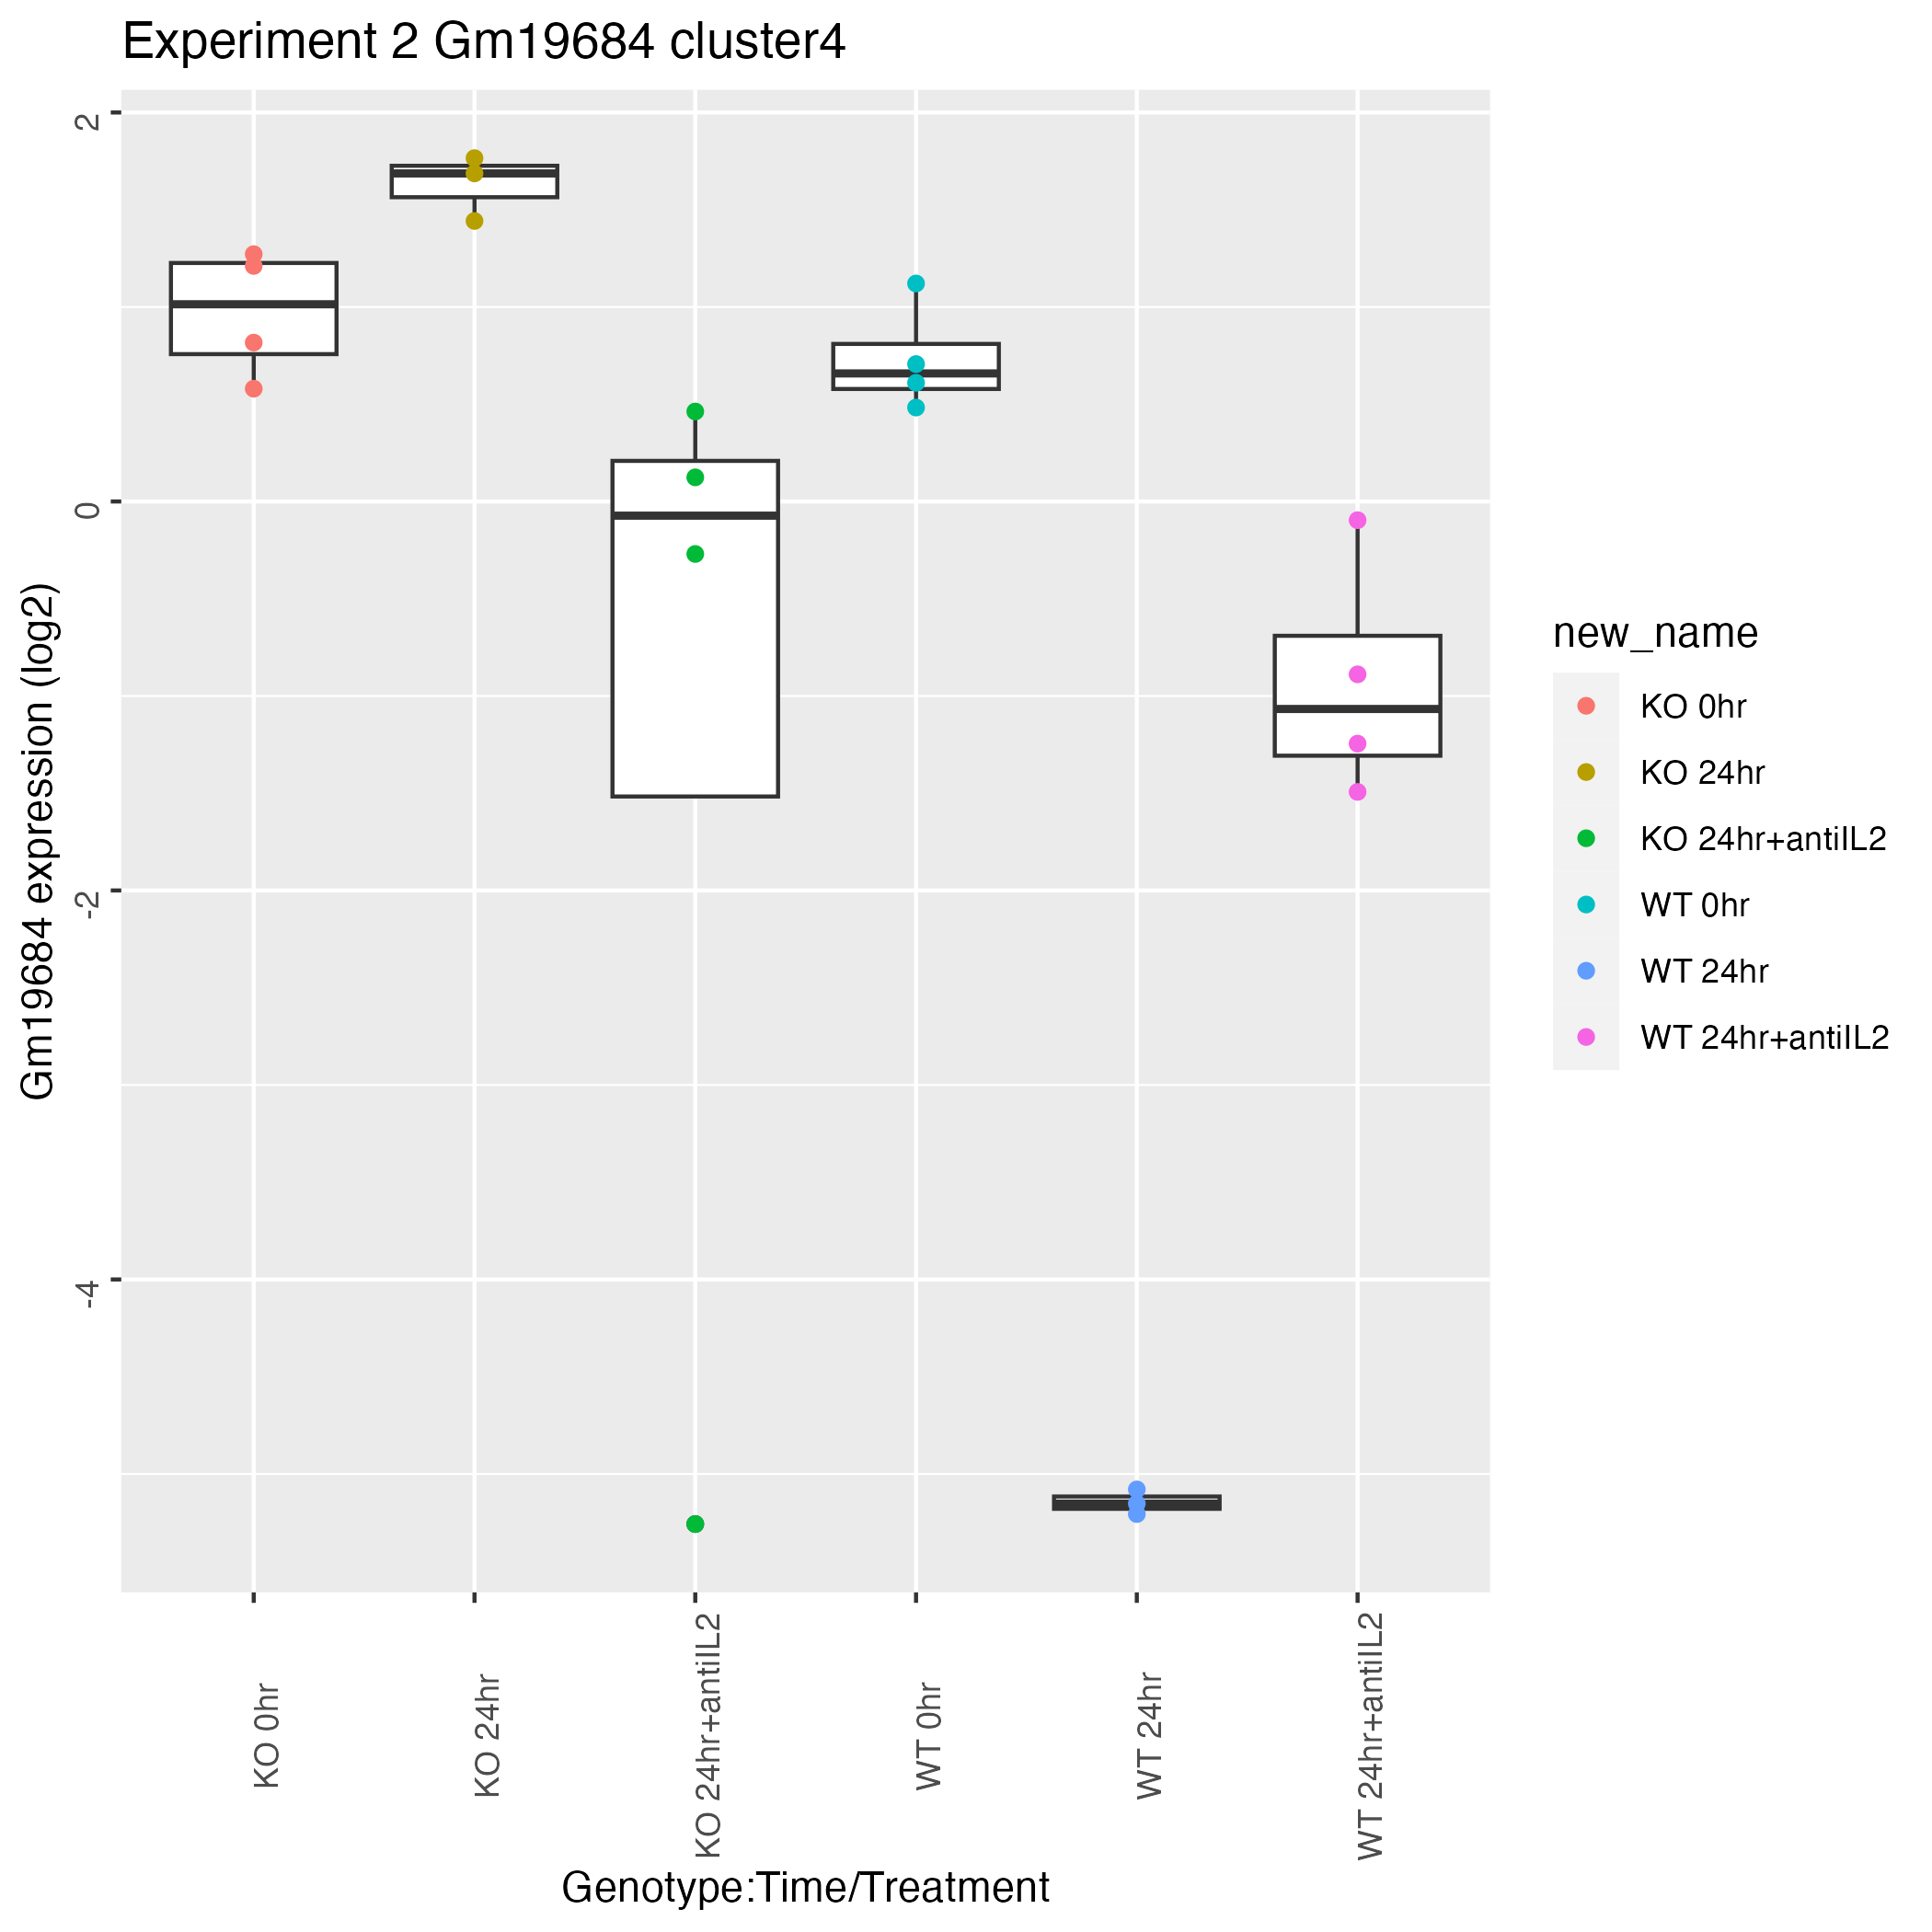 Experiment 2 Gm19684 cluster4
Gm19684 expression (log2)
2
0
-2
-4
KO 0hr
KO 24hr
KO 24hr+antiIL2
WT 0hr
WT 24hr
WT 24hr+antiIL2
Genotype:Time/Treatment
new_name
KO 0hr
KO 24hr
KO 24hr+antiIL2
WT 0hr
WT 24hr
WT 24hr+antiIL2